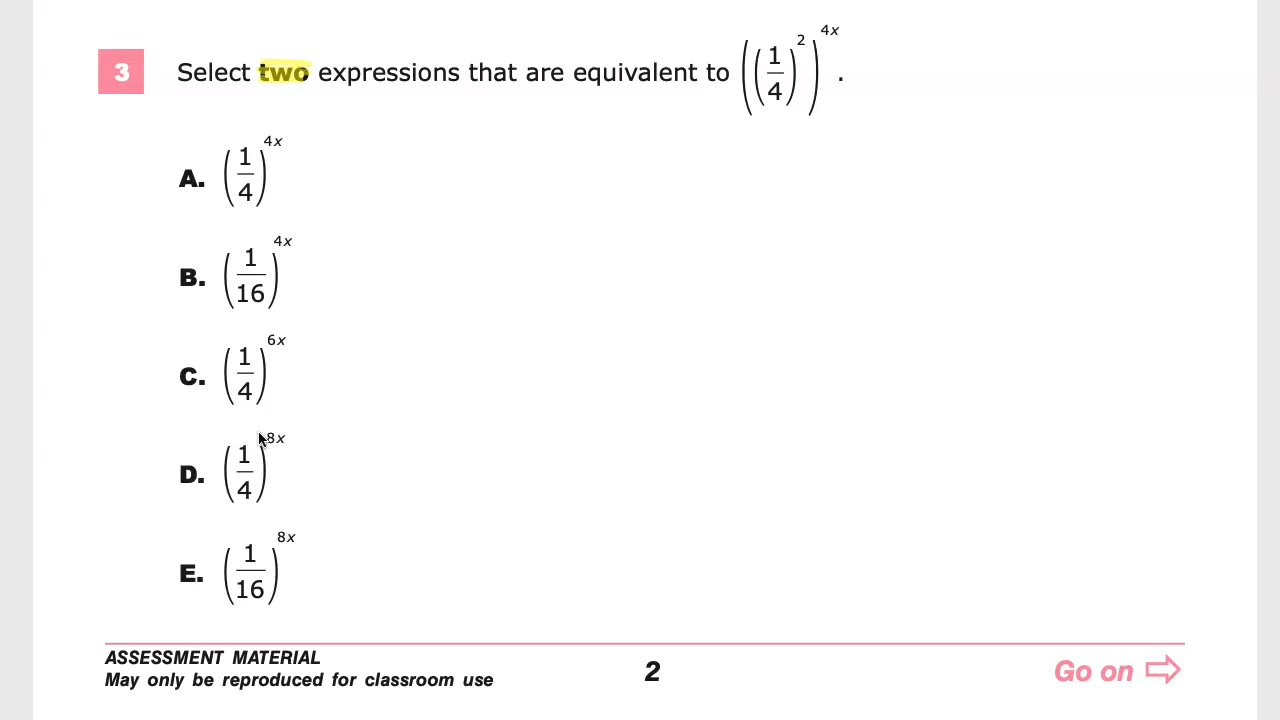 3 Select two expressions that are equivalent to ((1/4)^2)^4x.
A. (1/4)^4x
B. (1/16)^4x
C. (1/4)^6x
D. (1/4)^8x
E. (1/16)^8x
ASSESSMENT MATERIAL
May only be reproduced for classroom use
2
Go on